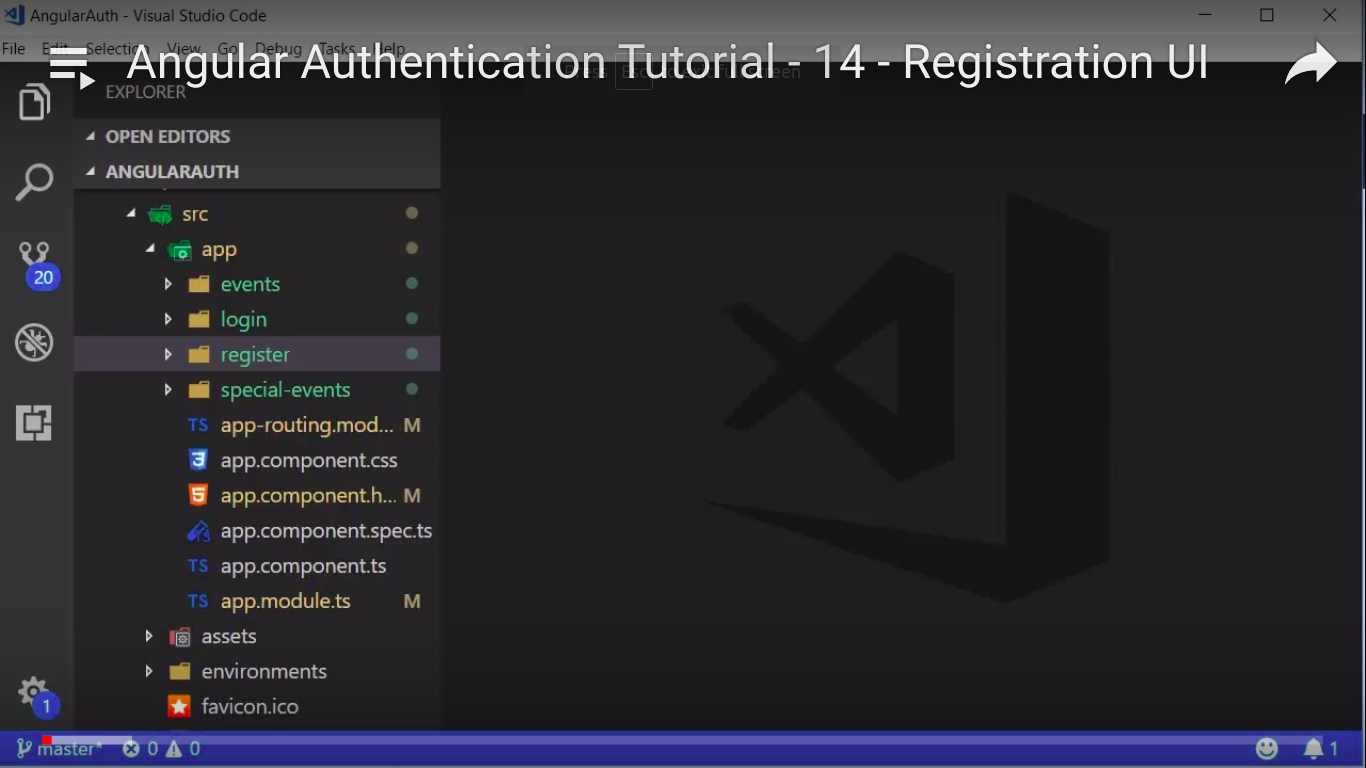 AngularAuth - Visual Studio Code
File Edit Selection View Go Debug Tasks Help
Angular Authentication Tutorial - 14 - Registration UI
EXPLORER
OPEN EDITORS
ANGULARAUTH
src
app
events
login
register
special-events
TS app-routing.mod... M
app.component.css
app.component.h... M
app.component.spec.ts
TS app.component.ts
TS app.module.ts M
assets
environments
favicon.ico
20
1
master* 0 0 1